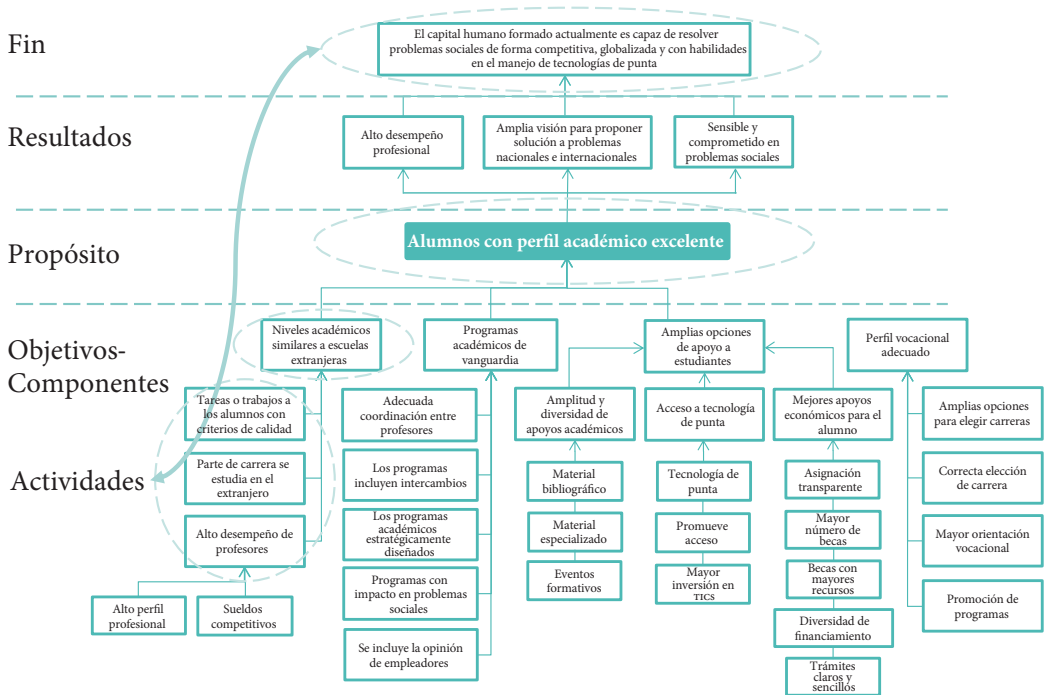 Fin
El capital humano formado actualmente es capaz de resolver
problemas sociales de forma competitiva, globalizada y con habilidades
en el manejo de tecnologías de punta
Resultados
Alto desempeño
profesional
Amplia visión para proponer
solución a problemas
nacionales e internacionales
Sensible y
comprometido en
problemas sociales
Propósito
Alumnos con perfil académico excelente
Objetivos-
Componentes
Niveles académicos
similares a escuelas
extranjeras
Programas
académicos de
vanguardia
Amplias opciones
de apoyo a
estudiantes
Perfil vocacional
adecuado
Actividades
Tareas o trabajos a
los alumnos con
criterios de calidad
Parte de carrera se
estudia en el
extranjero
Alto desempeño de
profesores
Alto perfil
profesional
Sueldos
competitivos
Adecuada
coordinación entre
profesores
Los programas
incluyen intercambios
Los programas
académicos
estratégicamente
diseñados
Programas con
impacto en problemas
sociales
Se incluye la opinión
de empleadores
Amplitud y
diversidad de
apoyos académicos
Material
bibliográfico
Material
especializado
Eventos
formativos
Acceso a tecnología
de punta
Tecnología de
punta
Promueve
acceso
Mayor
inversión en
TICS
Mejores apoyos
económicos para el
alumno
Asignación
transparente
Mayor
número de
becas
Becas con
mayores
recursos
Diversidad de
financiamiento
Trámites
claros y
sencillós
Amplias opciones
para elegir carreras
Correcta elección
de carrera
Mayor orientación
vocacional
Promoción de
programas